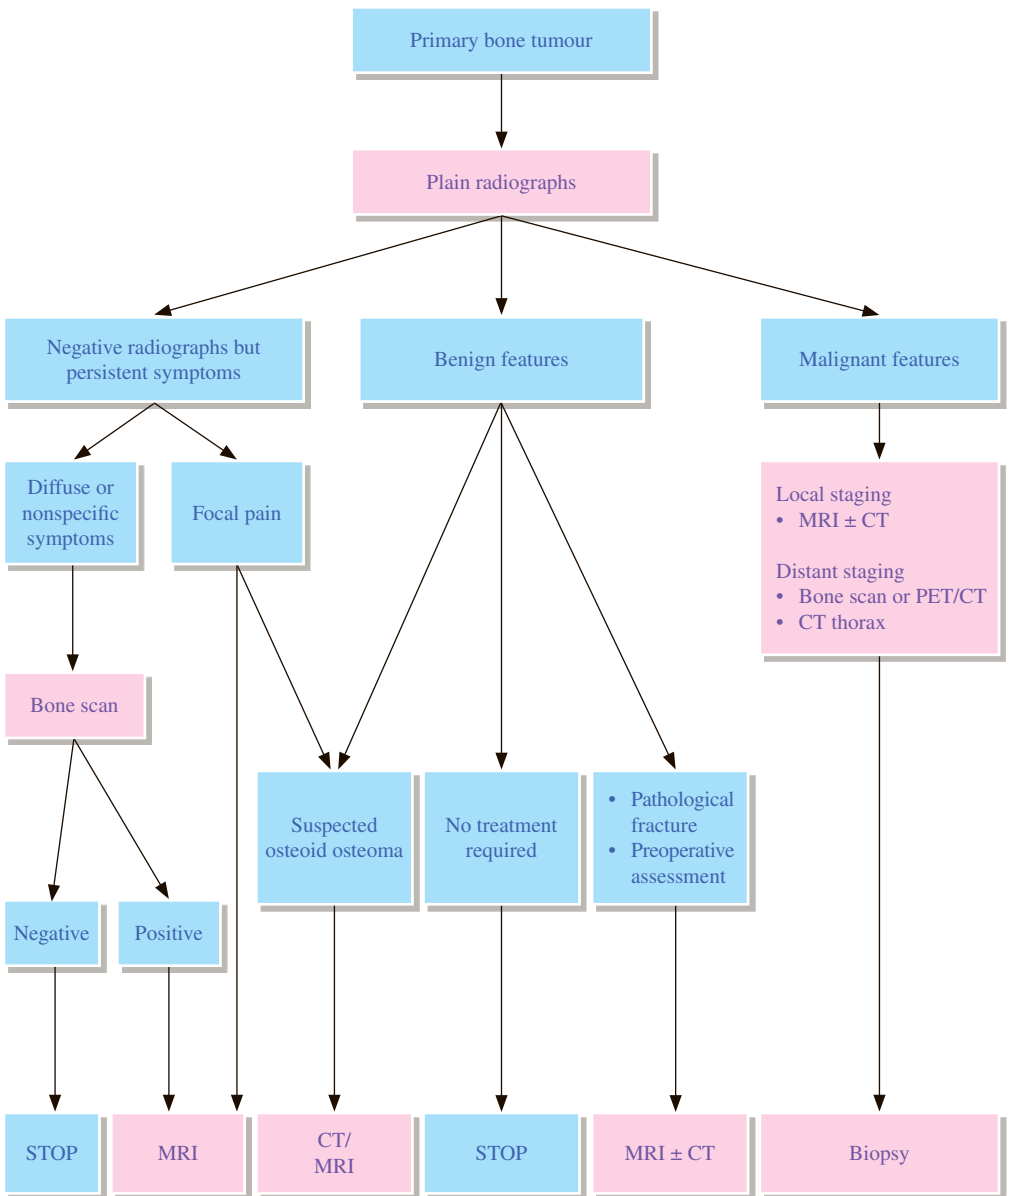 Primary bone tumour
Plain radiographs
Negative radiographs but
persistent symptoms
Benign features
Malignant features
Diffuse or
nonspecific
symptoms
Focal pain
Local staging
• MRI ± CT
Distant staging
• Bone scan or PET/CT
• CT thorax
Bone scan
Suspected
osteoid osteoma
No treatment
required
• Pathological
fracture
• Preoperative
assessment
Negative
Positive
STOP
MRI
CT/
MRI
STOP
MRI ± CT
Biopsy